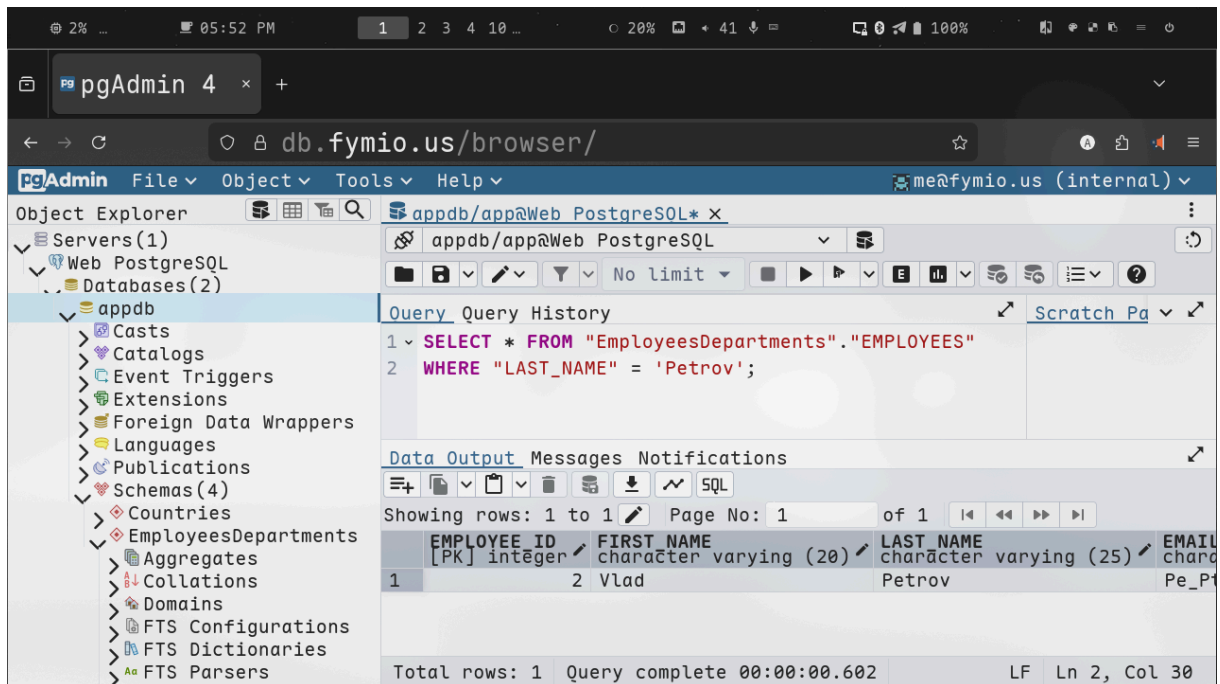 2% … 05:52 PM 1 2 3 4 10… 20% 41 100%
pgAdmin 4 × +
db.fymio.us/browser/
pgAdmin File Object Tools Help me@fymio.us (internal)
Object Explorer
Servers(1)
Web PostgreSQL
Databases(2)
appdb
Casts
Catalogs
Event Triggers
Extensions
Foreign Data Wrappers
Languages
Publications
Schemas(4)
Countries
EmployeesDepartments
Aggregates
Collations
Domains
FTS Configurations
FTS Dictionaries
FTS Parsers
appdb/app@Web PostgreSQL* ×
appdb/app@Web PostgreSQL
No limit
Query Query History Scratch Pa
1 SELECT * FROM "EmployeesDepartments"."EMPLOYEES"
2 WHERE "LAST_NAME" = 'Petrov';
Data Output Messages Notifications
SQL
Showing rows: 1 to 1 Page No: 1 of 1
EMPLOYEE_ID FIRST_NAME LAST_NAME EMAIL
[PK] integer character varying (20) character varying (25) chara
1 2 Vlad Petrov Pe_Pt
Total rows: 1 Query complete 00:00:00.602 LF Ln 2, Col 30